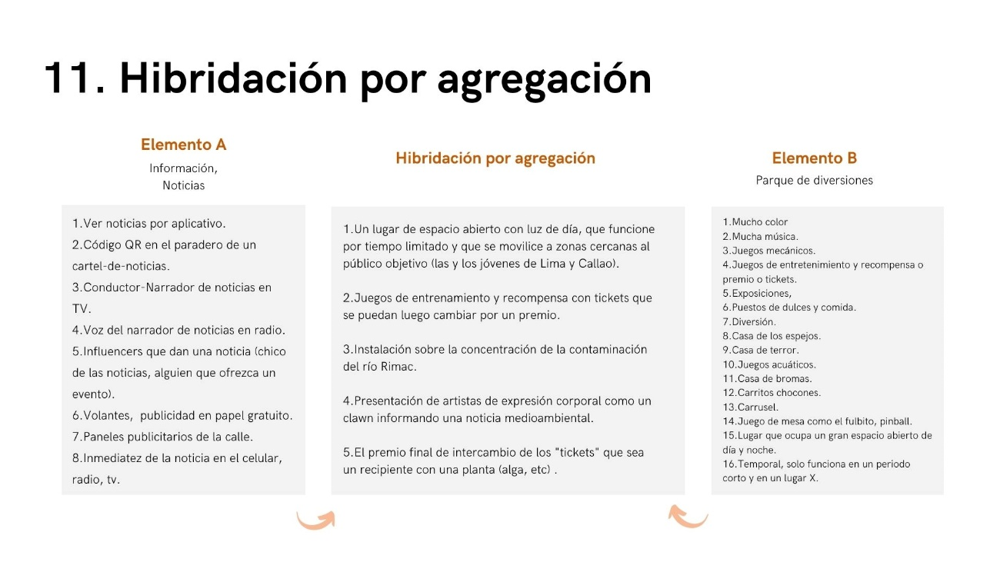 11. Hibridación por agregación
Elemento A
Información,
Noticias
1.Ver noticias por aplicativo.
2.Código QR en el paradero de un
cartel-de-noticias.
3.Conductor-Narrador de noticias en
TV.
4.Voz del narrador de noticias en radio.
5.Influencers que dan una noticia (chico
de las noticias, alguien que ofrezca un
evento).
6.Volantes,  publicidad en papel gratuito.
7.Paneles publicitarios de la calle.
8.Inmediatez de la noticia en el celular,
radio, tv.
Hibridación por agregación
1.Un lugar de espacio abierto con luz de día, que funcione
por tiempo limitado y que se movilice a zonas cercanas al
público objetivo (las y los jóvenes de Lima y Callao).
2.Juegos de entrenamiento y recompensa con tickets que
se puedan luego cambiar por un premio.
3.Instalación sobre la concentración de la contaminación
del río Rimac.
4.Presentación de artistas de expresión corporal como un
clawn informando una noticia medioambiental.
5.El premio final de intercambio de los "tickets" que sea
un recipiente con una planta (alga, etc) .
Elemento B
Parque de diversiones
1.Mucho color
2.Mucha música.
3.Juegos mecánicos.
4.Juegos de entretenimiento y recompensa o
premio o tickets.
5.Exposiciones,
6.Puestos de dulces y comida.
7.Diversión.
8.Casa de los espejos.
9.Casa de terror.
10.Juegos acuáticos.
11.Casa de bromas.
12.Carritos chocones.
13.Carrusel.
14.Juego de mesa como el fulbito, pinball.
15.Lugar que ocupa un gran espacio abierto de
día y noche.
16.Temporal, solo funciona en un periodo
corto y en un lugar X.